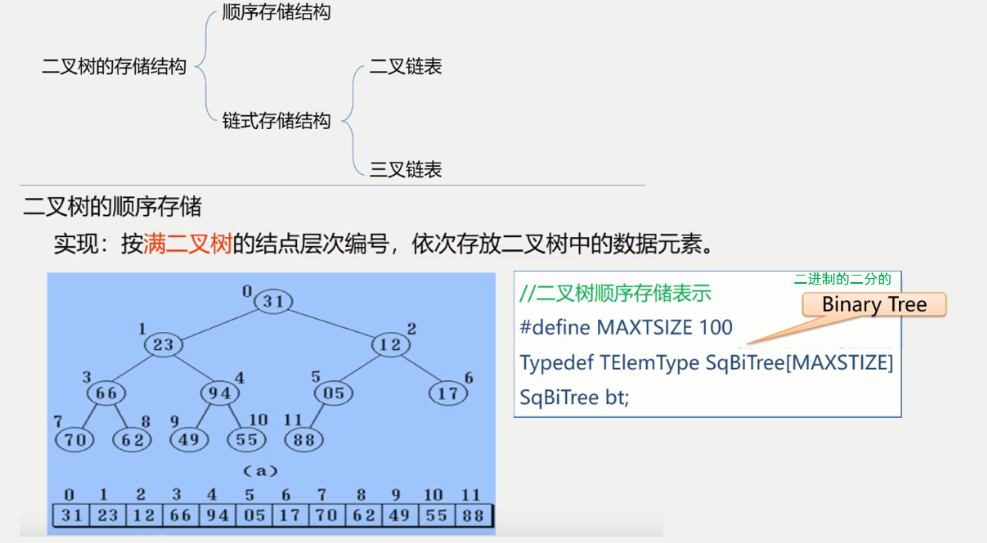 顺序存储结构
二叉树的存储结构
二叉链表
链式存储结构
三叉链表
二叉树的顺序存储
实现：按满二叉树的结点层次编号，依次存放二叉树中的数据元素。
0
31
1 2
23 12
3 4 5 6
66 94 05 17
7 8 9 10 11
70 62 49 55 88
(a)
0 1 2 3 4 5 6 7 8 9 10 11
31 23 12 66 94 05 17 70 62 49 55 88
二进制的二分的
//二叉树顺序存储表示
Binary Tree
#define MAXTSIZE 100
Typedef TElemType SqBiTree[MAXSTIZE]
SqBiTree bt;